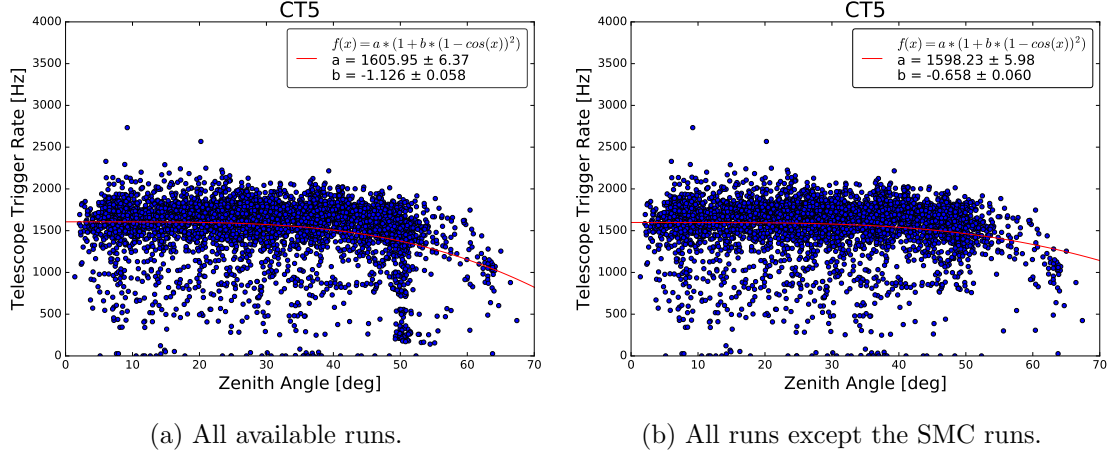 CT5
4000
3500
3000
2500
2000
1500
1000
500
0
Telescope Trigger Rate [Hz]
f(x) = a * (1 + b * (1 − cos(x))²)
a = 1605.95 ± 6.37
b = -1.126 ± 0.058
0 10 20 30 40 50 60 70
Zenith Angle [deg]
(a) All available runs.
CT5
4000
3500
3000
2500
2000
1500
1000
500
0
Telescope Trigger Rate [Hz]
f(x) = a * (1 + b * (1 − cos(x))²)
a = 1598.23 ± 5.98
b = -0.658 ± 0.060
0 10 20 30 40 50 60 70
Zenith Angle [deg]
(b) All runs except the SMC runs.